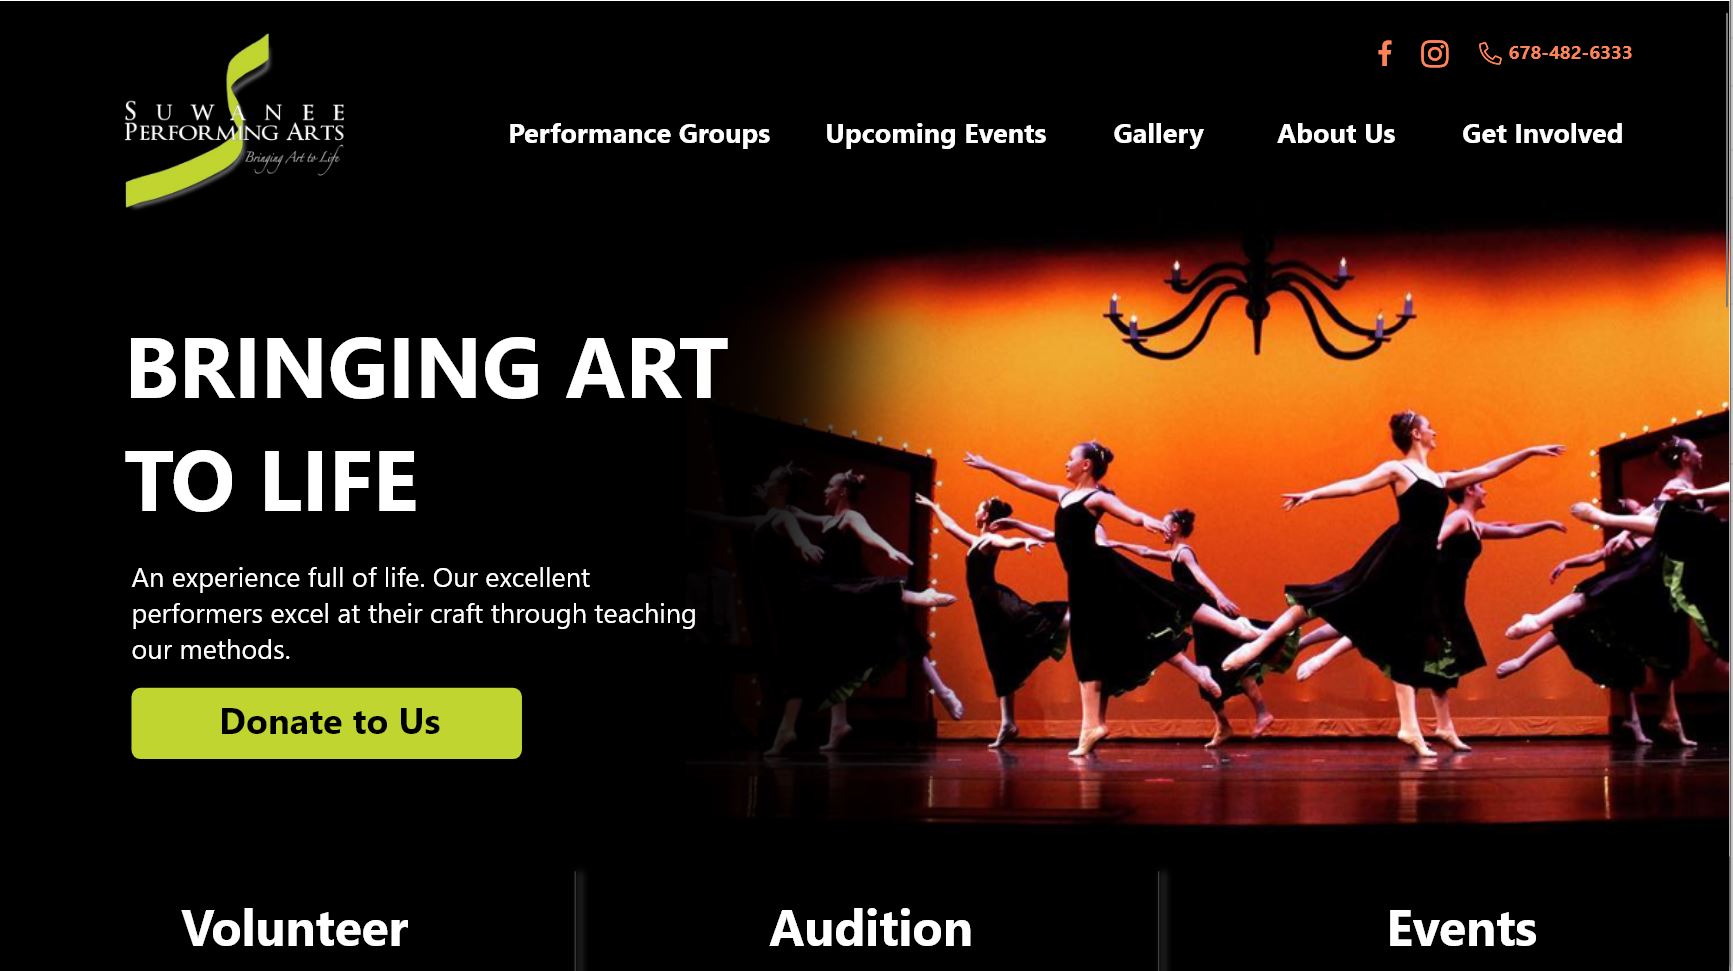 SUWANEE
PERFORMING ARTS
Bringing Art to Life
678-482-6333
Performance Groups Upcoming Events Gallery About Us Get Involved
BRINGING ART
TO LIFE
An experience full of life. Our excellent
performers excel at their craft through teaching
our methods.
Donate to Us
Volunteer Audition Events